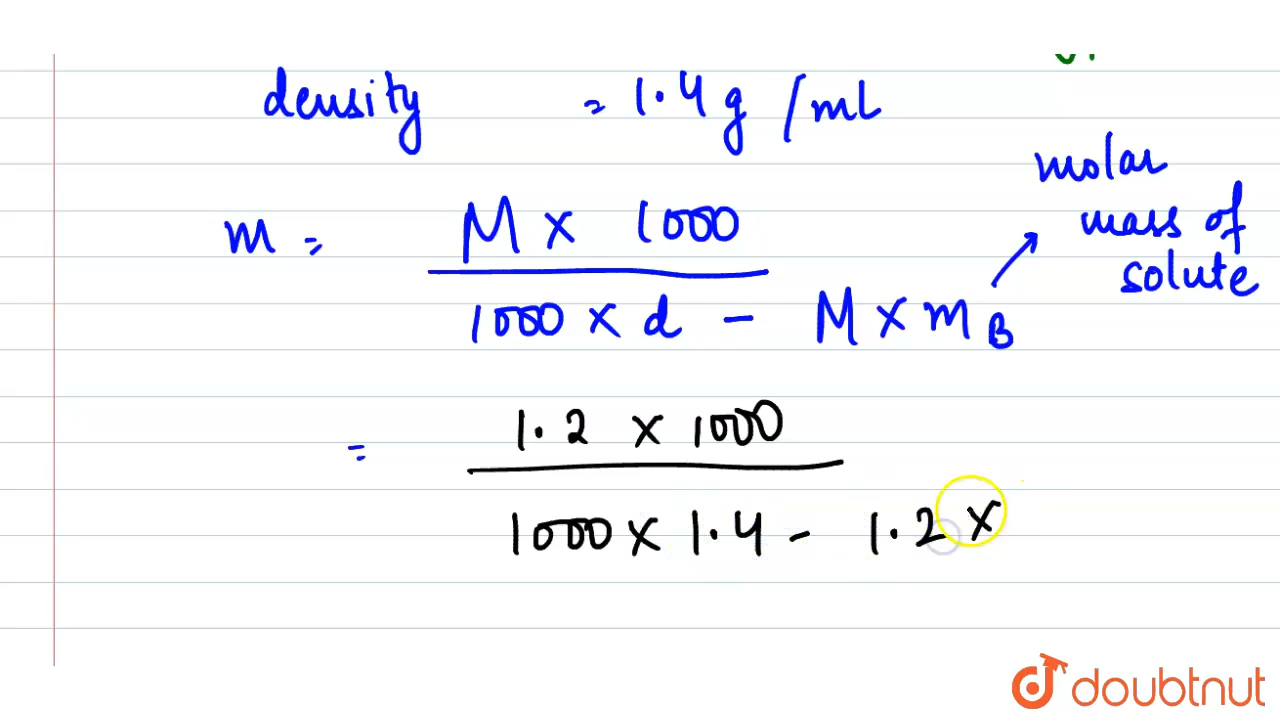 density = 1.4 g / mL
molar
mass of
solute
m = M x 1000
1000 x d - M x mB
= 1.2 x 1000
1000 x 1.4 - 1.2 x
doubtnut